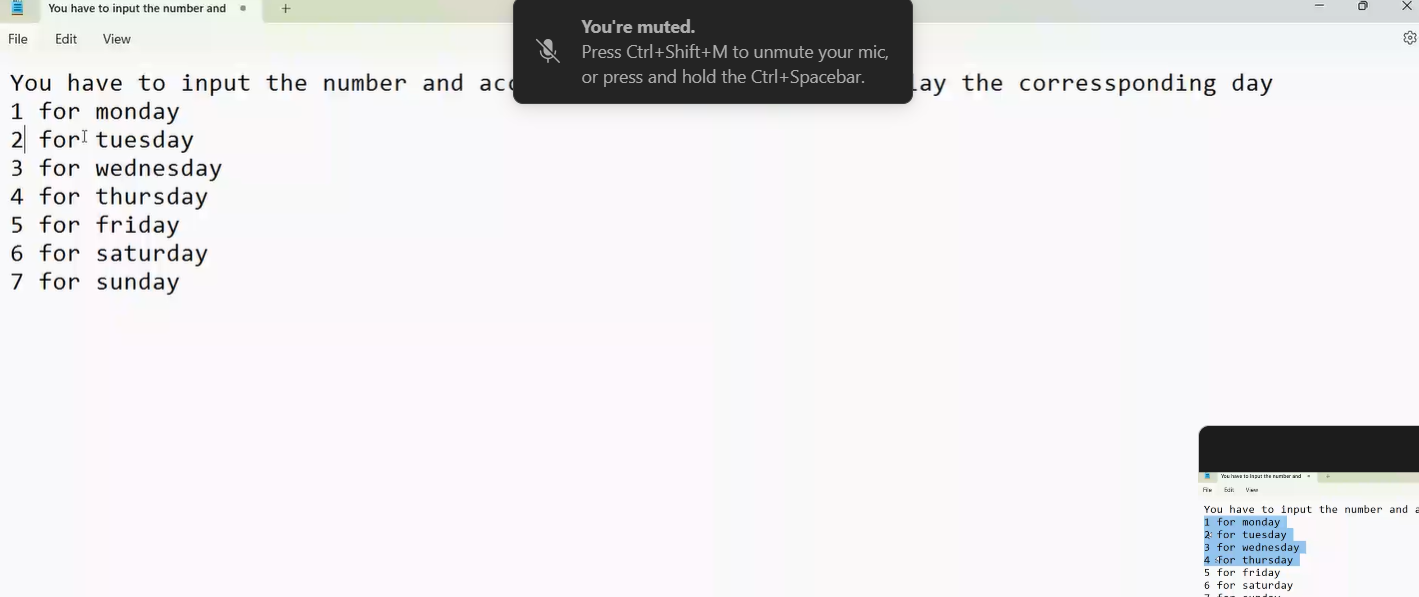 You have to input the number and
File Edit View
You're muted.
Press Ctrl+Shift+M to unmute your mic,
or press and hold the Ctrl+Spacebar.
You have to input the number and acc lay the corressponding day
1 for monday
2 for tuesday
3 for wednesday
4 for thursday
5 for friday
6 for saturday
7 for sunday
You have to input the number and
File Edit View
You have to input the number and a
1 for monday
2 for tuesday
3 for wednesday
4 for thursday
5 for friday
6 for saturday